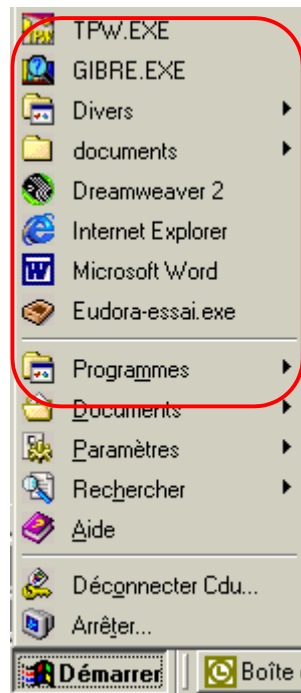 TPW.EXE
GIBRE.EXE
Divers
documents
Dreamweaver 2
Internet Explorer
Microsoft Word
Eudora-essai.exe
Programmes
Documents
Paramètres
Rechercher
Aide
Déconnecter Cdu...
Arrêter...
Démarrer Boîte